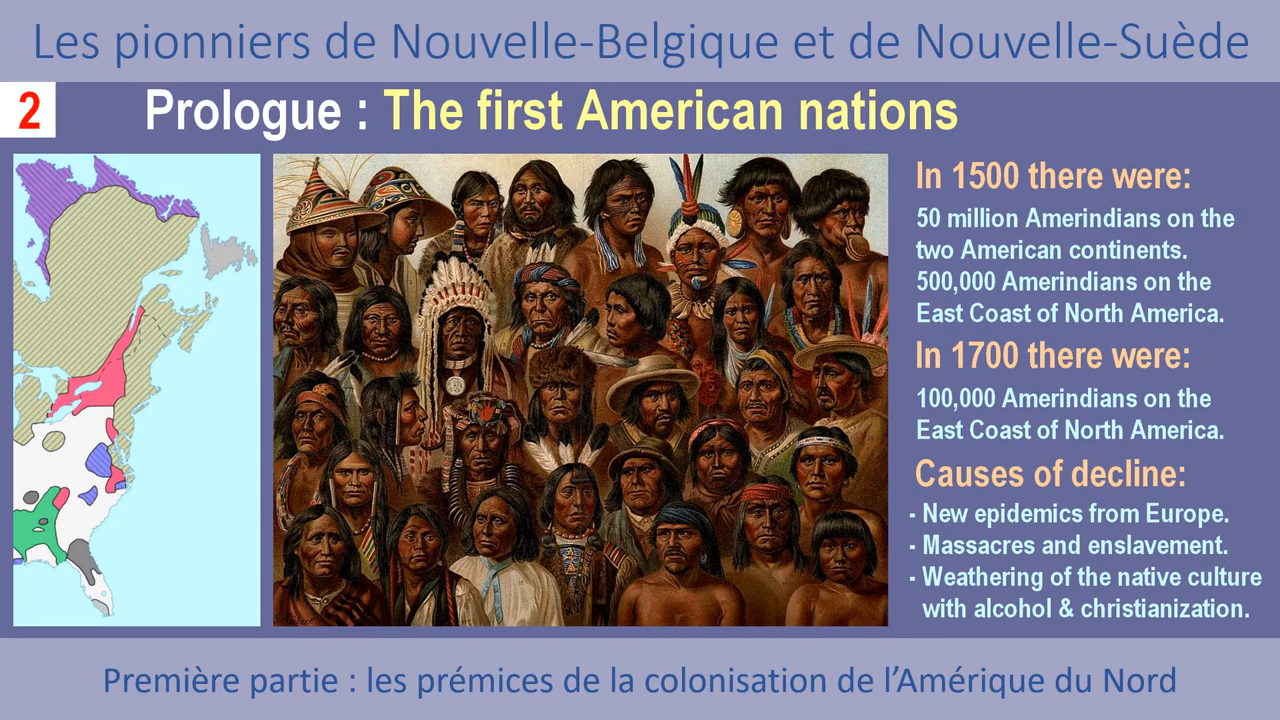 Les pionniers de Nouvelle-Belgique et de Nouvelle-Suède
2
Prologue : The first American nations
In 1500 there were:
50 million Amerindians on the
two American continents.
500,000 Amerindians on the
East Coast of North America.
In 1700 there were:
100,000 Amerindians on the
East Coast of North America.
Causes of decline:
- New epidemics from Europe.
- Massacres and enslavement.
- Weathering of the native culture
with alcohol & christianization.
Première partie : les prémices de la colonisation de l’Amérique du Nord